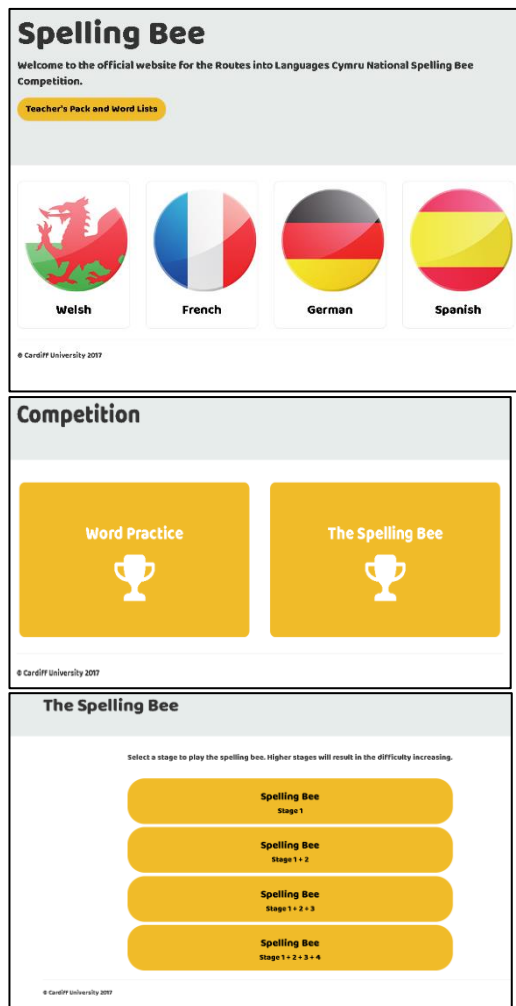 Spelling Bee
Welcome to the official website for the Routes into Languages Cymru National Spelling Bee
Competition.
Teacher's Pack and Word Lists
Welsh
French
German
Spanish
© Cardiff University 2017
Competition
Word Practice
The Spelling Bee
© Cardiff University 2017
The Spelling Bee
Select a stage to play the spelling bee. Higher stages will result in the difficulty increasing.
Spelling Bee
Stage 1
Spelling Bee
Stage 1 + 2
Spelling Bee
Stage 1 + 2 + 3
Spelling Bee
Stage 1 + 2 + 3 + 4
© Cardiff University 2017